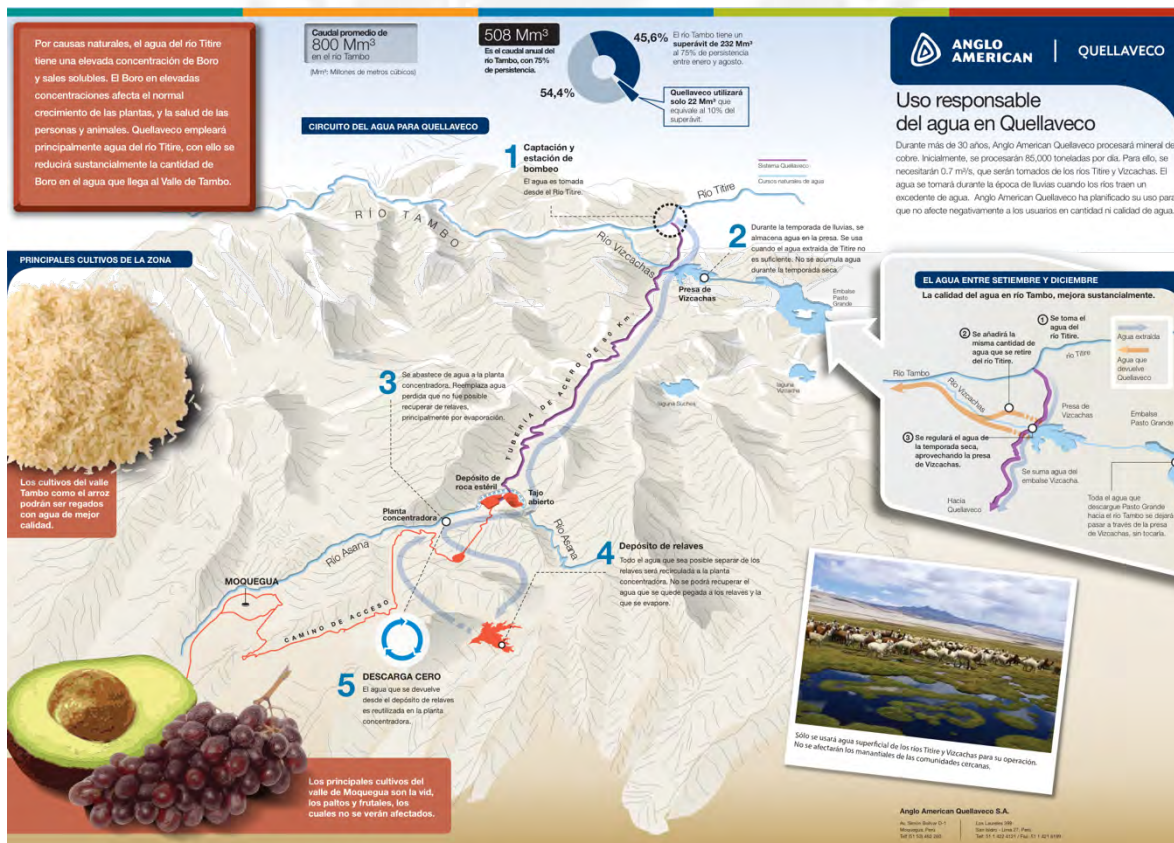 Por causas naturales, el agua del río Titire
tiene una elevada concentración de Boro
y sales solubles. El Boro en elevadas
concentraciones afecta el normal
crecimiento de las plantas, y la salud de las
personas y animales. Quellaveco empleará
principalmente agua del río Titire, con ello se
reducirá sustancialmente la cantidad de
Boro en el agua que llega al Valle de Tambo.
Caudal promedio de
800 Mm³
en el río Tambo
(Mm³: Millones de metros cúbicos)
508 Mm³
Es el caudal anual del
río Tambo, con 75%
de persistencia.
54,4%
45,6%
El río Tambo tiene un
superávit de 232 Mm³
al 75% de persistencia
entre enero y agosto.
Quellaveco utilizará
solo 22 Mm³ que
equivale al 10% del
superávit.
ANGLO
AMERICAN
QUELLAVECO
Uso responsable
del agua en Quellaveco
Durante más de 30 años, Anglo American Quellaveco procesará mineral de
cobre. Inicialmente, se procesarán 85,000 toneladas por día. Para ello, se
necesitarán 0.7 m³/s, que serán tomados de los ríos Titire y Vizcachas. El
agua se tomará durante la época de lluvias cuando los ríos traen un
excedente de agua. Anglo American Quellaveco ha planificado su uso para
que no afecte negativamente a los usuarios en cantidad ni calidad de agua.
CIRCUITO DEL AGUA PARA QUELLAVECO
1 Captación y
estación de
bombeo
El agua es tomada
desde el Río Titire.
Sistema Quellaveco
Cursos naturales de agua
RÍO TAMBO
Río Titire
Río Vizcachas
2 Durante la temporada de lluvias, se
almacena agua en la presa. Se usa
cuando el agua extraída de Titire no
es suficiente. No se acumula agua
durante la temporada seca.
Presa de
Vizcachas
Embalse
Pasto
Grande
laguna
Vizcacha
laguna Suches
TUBERÍA DE ACERO DE 80 Km
PRINCIPALES CULTIVOS DE LA ZONA
Los cultivos del valle
Tambo como el arroz
podrán ser regados
con agua de mejor
calidad.
3 Se abastece de agua a la planta
concentradora. Reemplaza agua
perdida que no fue posible
recuperar de relaves,
principalmente por evaporación.
Depósito de
roca estéril
Tajo
abierto
Planta
concentradora
Río Asana
Río Asana
MOQUEGUA
CAMINO DE ACCESO
4 Depósito de relaves
Todo el agua que sea posible separar de los
relaves será recirculada a la planta
concentradora. No se podrá recuperar el
agua que se quede pegada a los relaves y la
que se evapore.
5 DESCARGA CERO
El agua que se devuelve
desde el depósito de relaves
es reutilizada en la planta
concentradora.
Los principales cultivos del
valle de Moquegua son la vid,
los paltos y frutales, los
cuales no se verán afectados.
EL AGUA ENTRE SETIEMBRE Y DICIEMBRE
La calidad del agua en río Tambo, mejora sustancialmente.
1 Se toma el
agua del
río Titire.
2 Se añadirá la
misma cantidad de
agua que se retire
del río Titire.
Agua extraída
Agua que
devuelve
Quellaveco
Río Tambo
río Titire
Río Vizcachas
Presa de
Vizcachas
Embalse
Pasto Grande
3 Se regulará el agua de
la temporada seca,
aprovechando la presa
de Vizcachas.
Se suma agua del
embalse Vizcacha.
Hacia
Quellaveco
Toda el agua que
descargue Pasto Grande
hacia el río Tambo se dejará
pasar a través de la presa
de Vizcachas, sin tocarla.
Sólo se usará agua superficial de los ríos Titire y Vizcachas para su operación.
No se afectarán los manantiales de las comunidades cercanas.
Anglo American Quellaveco S.A.
Moquegua, Perú